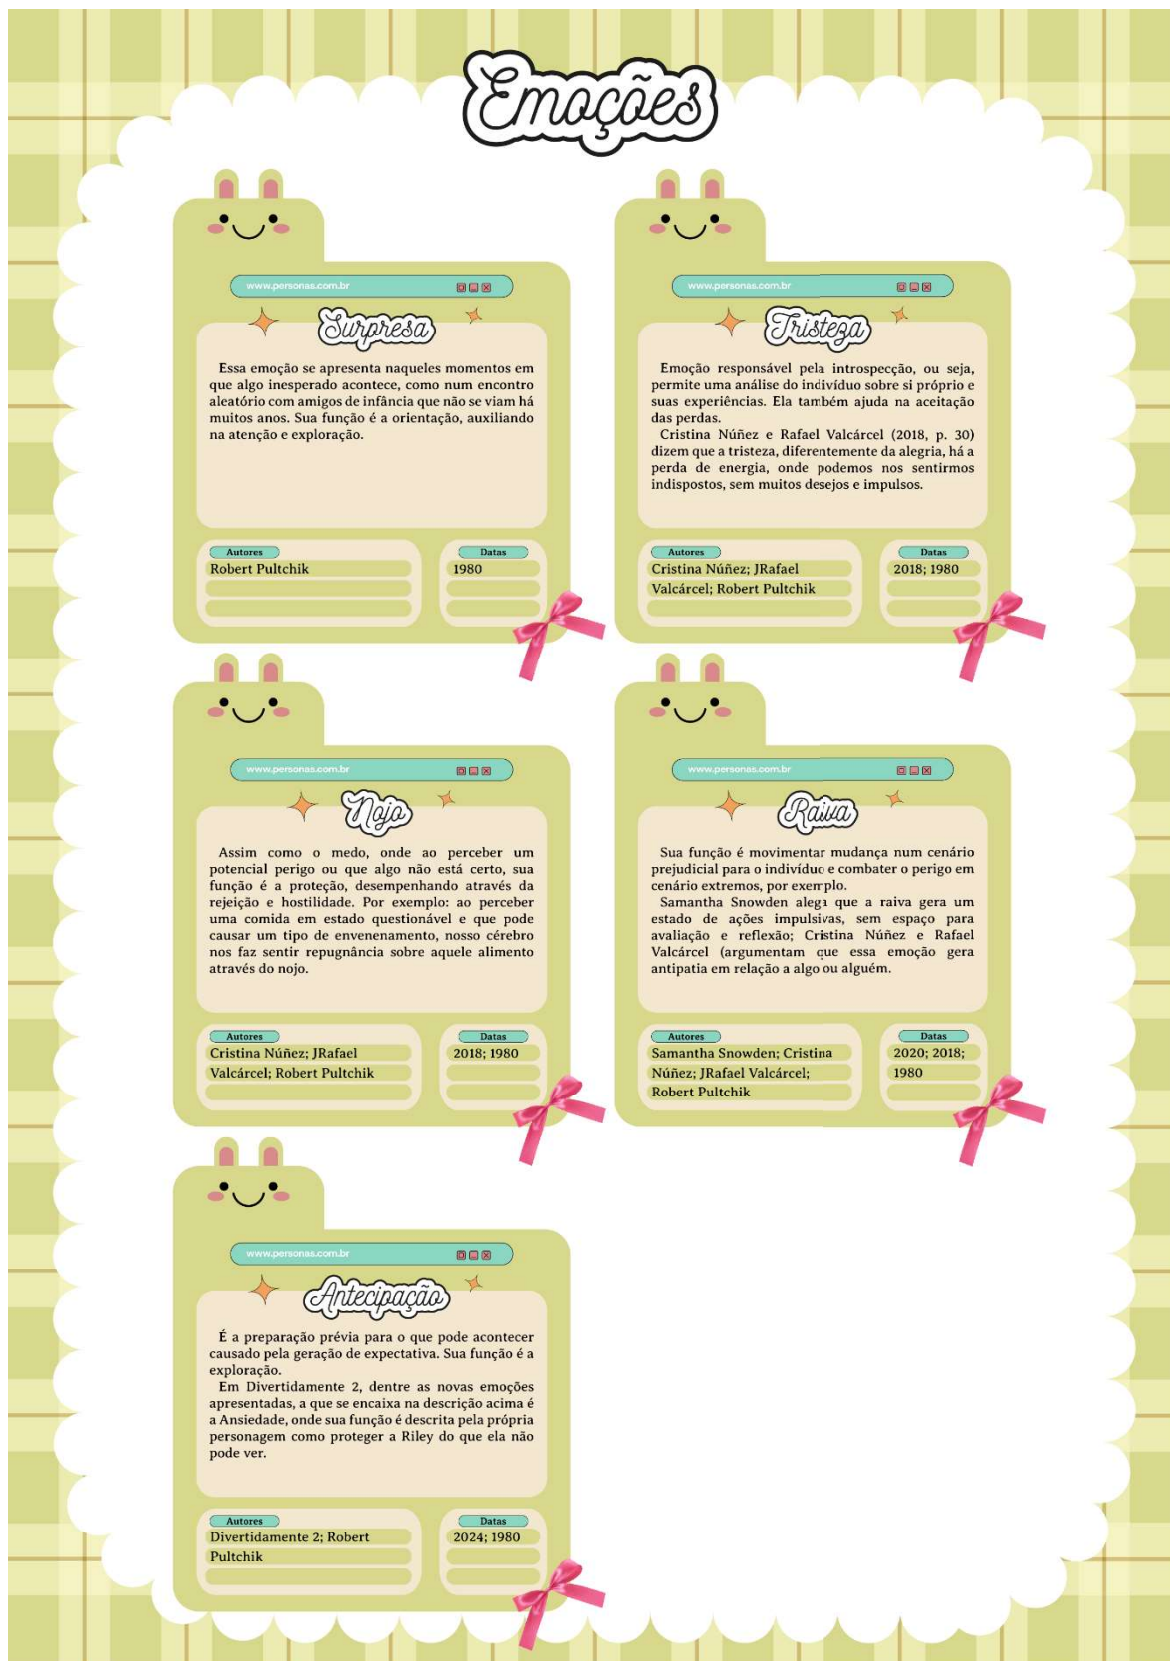 Emoções
www.personas.com.br
Surpresa
Essa emoção se apresenta naqueles momentos em
que algo inesperado acontece, como num encontro
aleatório com amigos de infância que não se viam há
muitos anos. Sua função é a orientação, auxiliando
na atenção e exploração.
Autores
Robert Pultchik
Datas
1980
www.personas.com.br
Tristeza
Emoção responsável pela introspecção, ou seja,
permite uma análise do indivíduo sobre si próprio e
suas experiências. Ela também ajuda na aceitação
das perdas.
Cristina Núñez e Rafael Valcárcel (2018, p. 30)
dizem que a tristeza, diferentemente da alegria, há a
perda de energia, onde podemos nos sentirmos
indispostos, sem muitos desejos e impulsos.
Autores
Cristina Núñez; JRafael
Valcárcel; Robert Pultchik
Datas
2018; 1980
www.personas.com.br
Nojo
Assim como o medo, onde ao perceber um
potencial perigo ou que algo não está certo, sua
função é a proteção, desempenhando através da
rejeição e hostilidade. Por exemplo: ao perceber
uma comida em estado questionável e que pode
causar um tipo de envenenamento, nosso cérebro
nos faz sentir repugnância sobre aquele alimento
através do nojo.
Autores
Cristina Núñez; JRafael
Valcárcel; Robert Pultchik
Datas
2018; 1980
www.personas.com.br
Raiva
Sua função é movimentar mudança num cenário
prejudicial para o indivíduo e combater o perigo em
cenário extremos, por exemplo.
Samantha Snowden alega que a raiva gera um
estado de ações impulsivas, sem espaço para
avaliação e reflexão; Cristina Núñez e Rafael
Valcárcel (argumentam que essa emoção gera
antipatia em relação a algo ou alguém.
Autores
Samantha Snowden; Cristina
Núñez; JRafael Valcárcel;
Robert Pultchik
Datas
2020; 2018;
1980
www.personas.com.br
Antecipação
É a preparação prévia para o que pode acontecer
causado pela geração de expectativa. Sua função é a
exploração.
Em Divertidamente 2, dentre as novas emoções
apresentadas, a que se encaixa na descrição acima é
a Ansiedade, onde sua função é descrita pela própria
personagem como proteger a Riley do que ela não
pode ver.
Autores
Divertidamente 2; Robert
Pultchik
Datas
2024; 1980